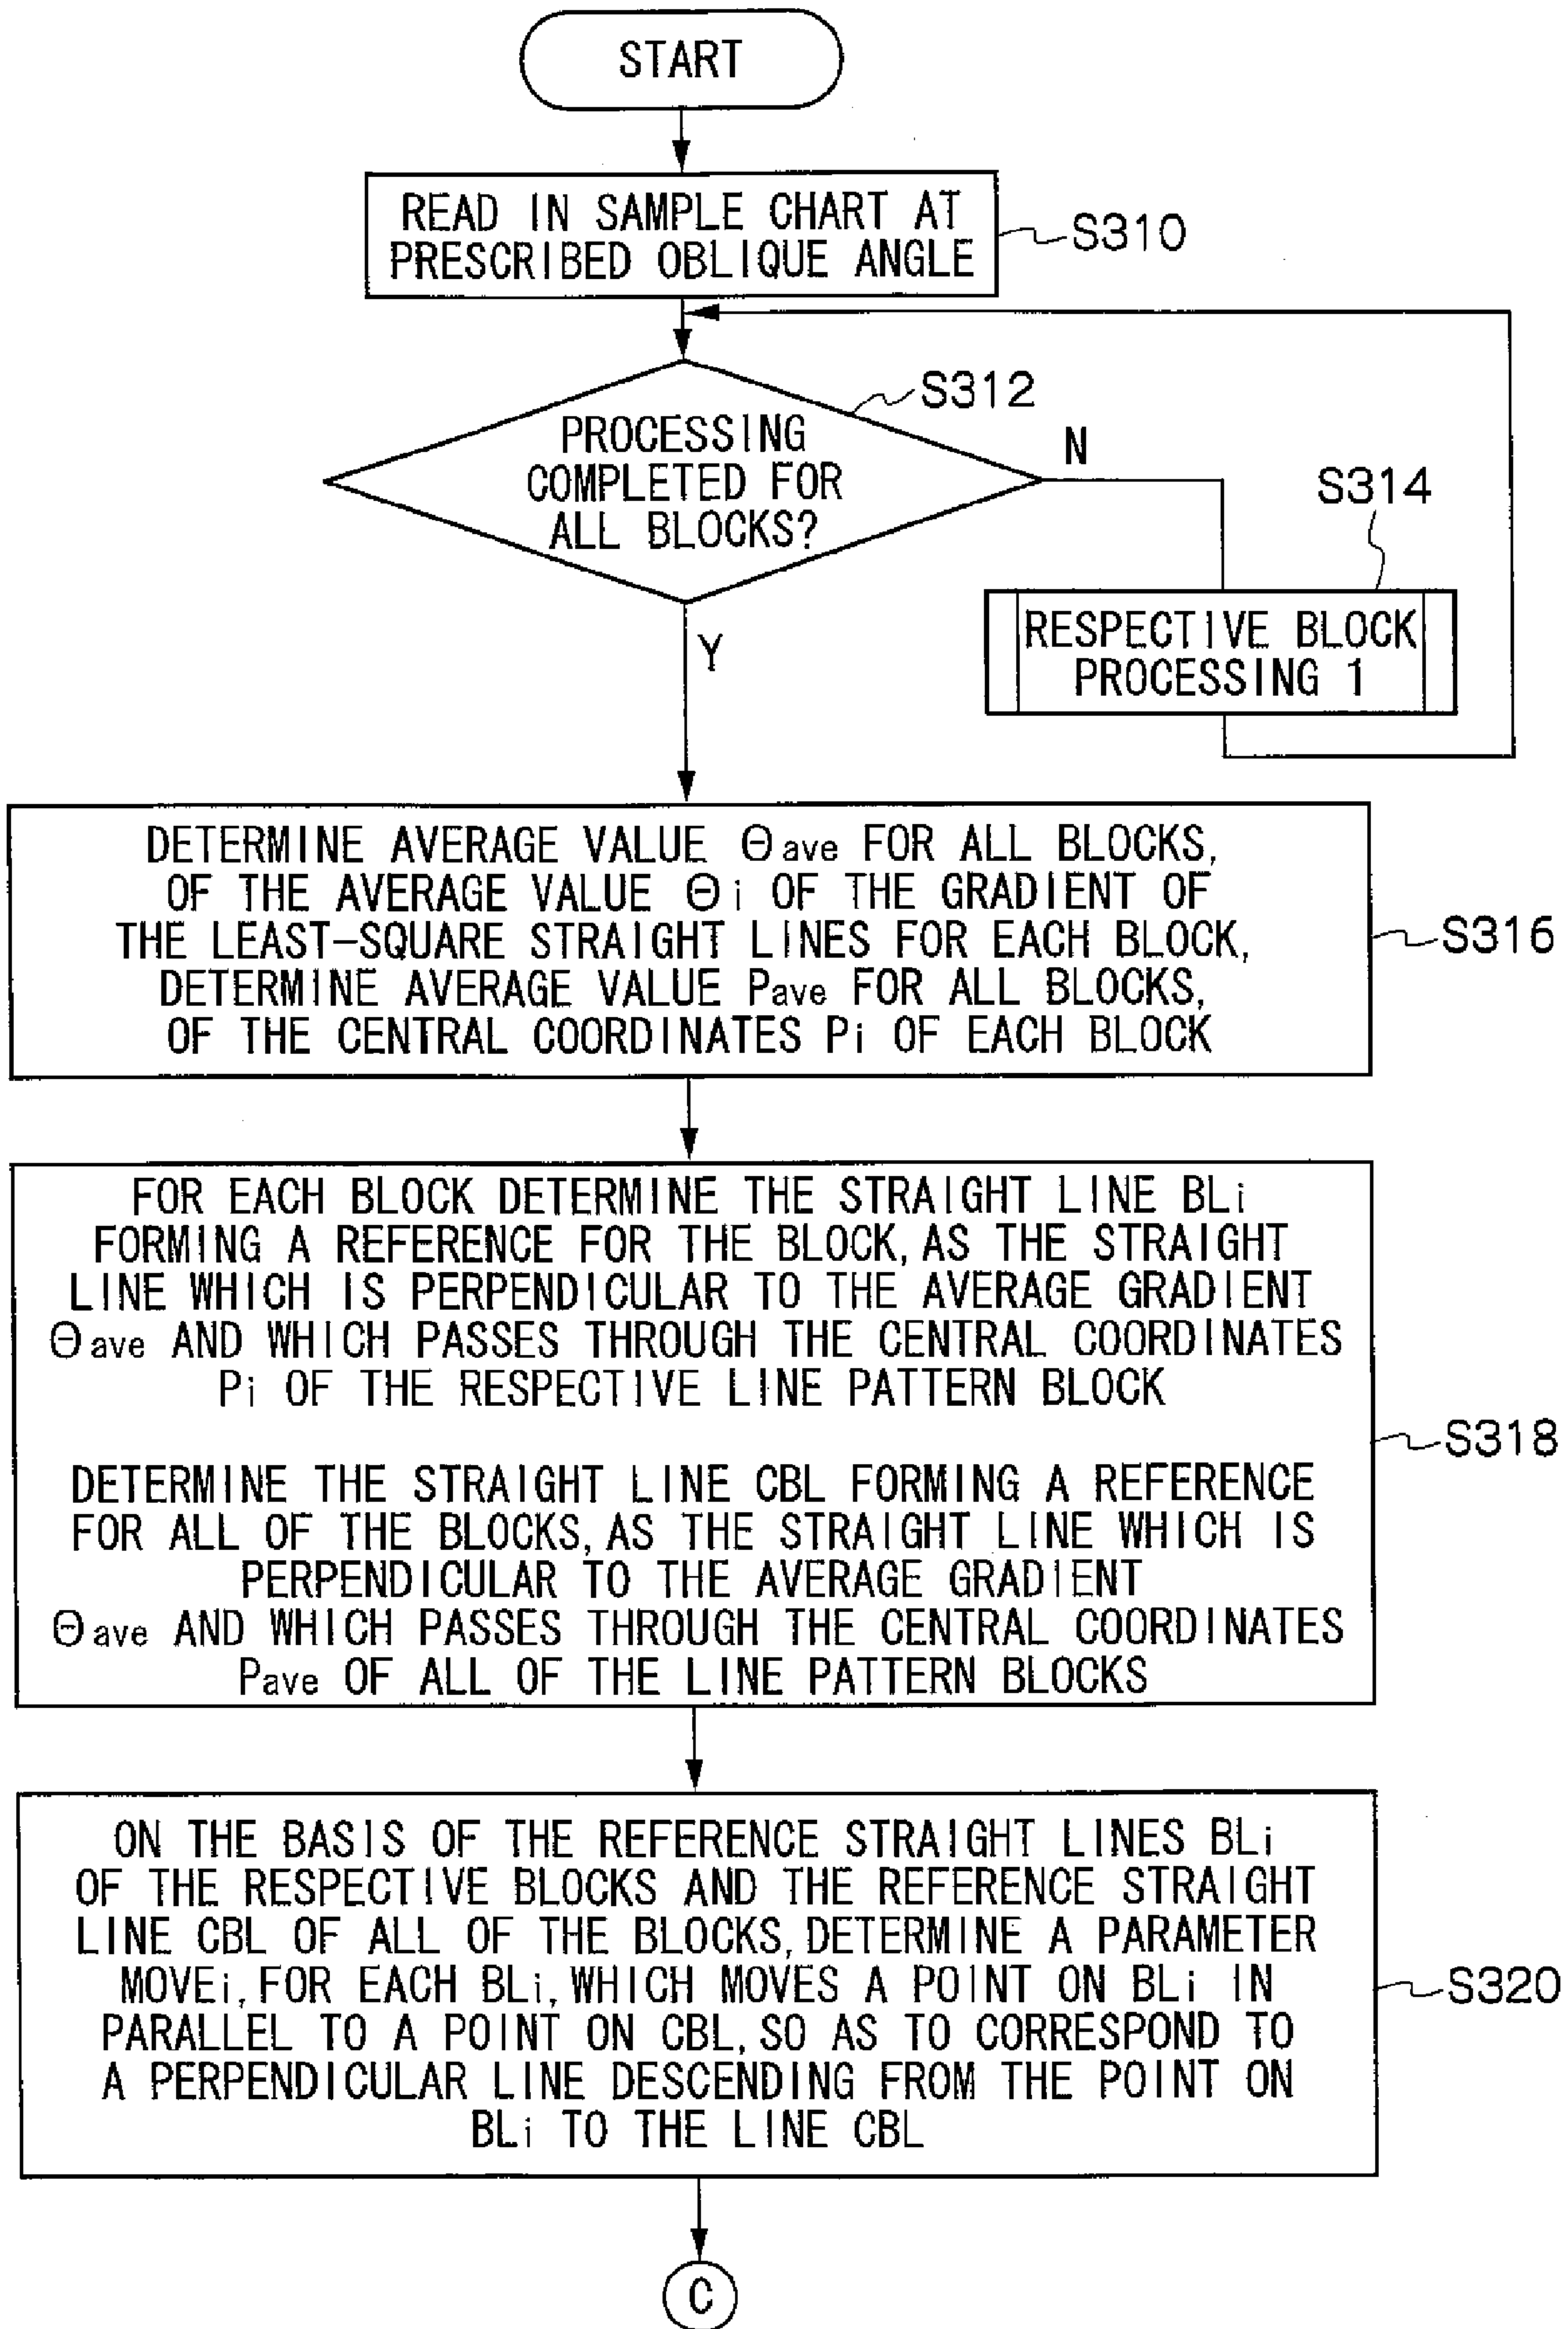 START
READ IN SAMPLE CHART AT
PRESCRIBED OBLIQUE ANGLE
S310
S312
PROCESSING
COMPLETED FOR
ALL BLOCKS?
N
S314
RESPECTIVE BLOCK
PROCESSING 1
Y
DETERMINE AVERAGE VALUE Θave FOR ALL BLOCKS,
OF THE AVERAGE VALUE Θi OF THE GRADIENT OF
THE LEAST-SQUARE STRAIGHT LINES FOR EACH BLOCK,
DETERMINE AVERAGE VALUE Pave FOR ALL BLOCKS,
OF THE CENTRAL COORDINATES Pi OF EACH BLOCK
S316
FOR EACH BLOCK DETERMINE THE STRAIGHT LINE BLi
FORMING A REFERENCE FOR THE BLOCK, AS THE STRAIGHT
LINE WHICH IS PERPENDICULAR TO THE AVERAGE GRADIENT
Θave AND WHICH PASSES THROUGH THE CENTRAL COORDINATES
Pi OF THE RESPECTIVE LINE PATTERN BLOCK
S318
DETERMINE THE STRAIGHT LINE CBL FORMING A REFERENCE
FOR ALL OF THE BLOCKS, AS THE STRAIGHT LINE WHICH IS
PERPENDICULAR TO THE AVERAGE GRADIENT
Θave AND WHICH PASSES THROUGH THE CENTRAL COORDINATES
Pave OF ALL OF THE LINE PATTERN BLOCKS
ON THE BASIS OF THE REFERENCE STRAIGHT LINES BLi
OF THE RESPECTIVE BLOCKS AND THE REFERENCE STRAIGHT
LINE CBL OF ALL OF THE BLOCKS, DETERMINE A PARAMETER
MOVEi, FOR EACH BLi, WHICH MOVES A POINT ON BLi IN
PARALLEL TO A POINT ON CBL, SO AS TO CORRESPOND TO
A PERPENDICULAR LINE DESCENDING FROM THE POINT ON
BLi TO THE LINE CBL
S320
C